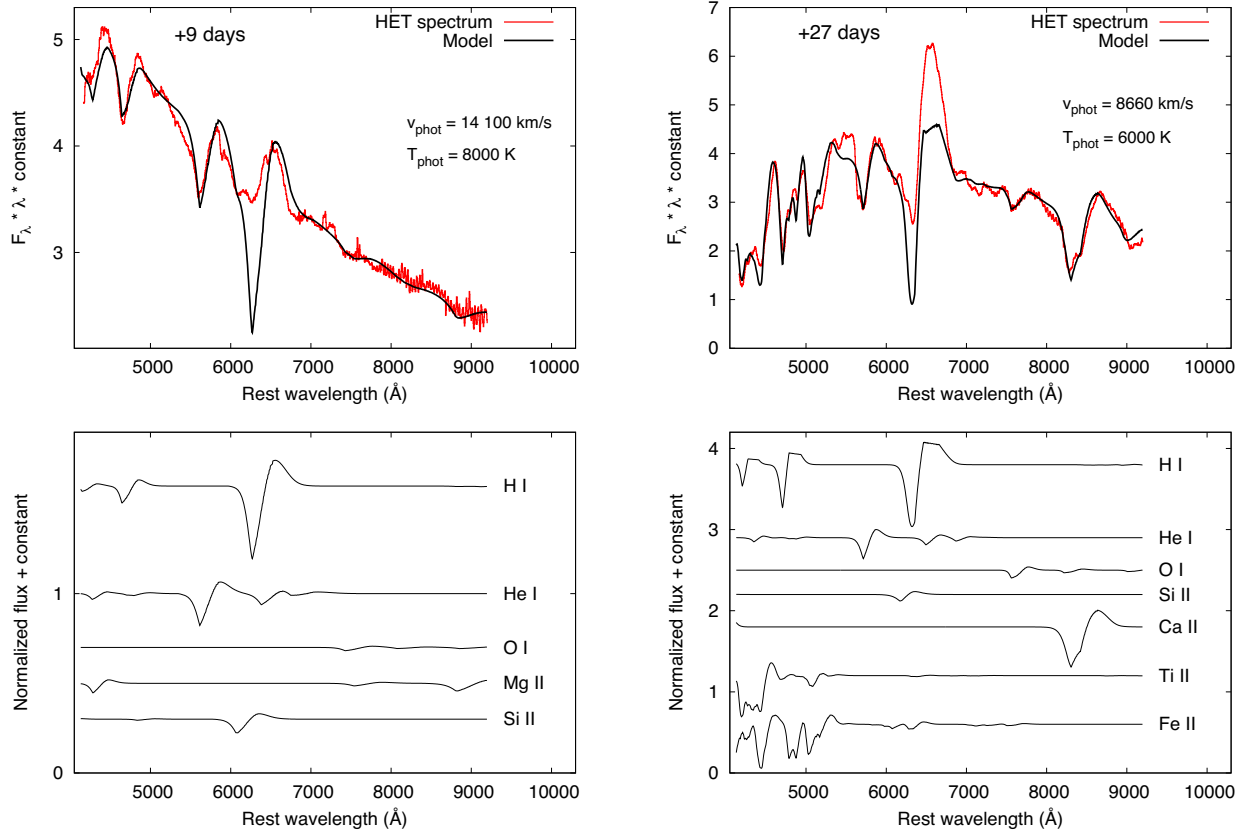 +9 days
HET spectrum
Model
v_phot = 14 100 km/s
T_phot = 8000 K
F_λ * λ * constant
5
4
3
5000 6000 7000 8000 9000 10000
Rest wavelength (Å)
+27 days
HET spectrum
Model
v_phot = 8660 km/s
T_phot = 6000 K
F_λ * λ * constant
7
6
5
4
3
2
1
0
5000 6000 7000 8000 9000 10000
Rest wavelength (Å)
Normalized flux + constant
1
0
H I
He I
O I
Mg II
Si II
5000 6000 7000 8000 9000 10000
Rest wavelength (Å)
Normalized flux + constant
4
3
2
1
0
H I
He I
O I
Si II
Ca II
Ti II
Fe II
5000 6000 7000 8000 9000 10000
Rest wavelength (Å)